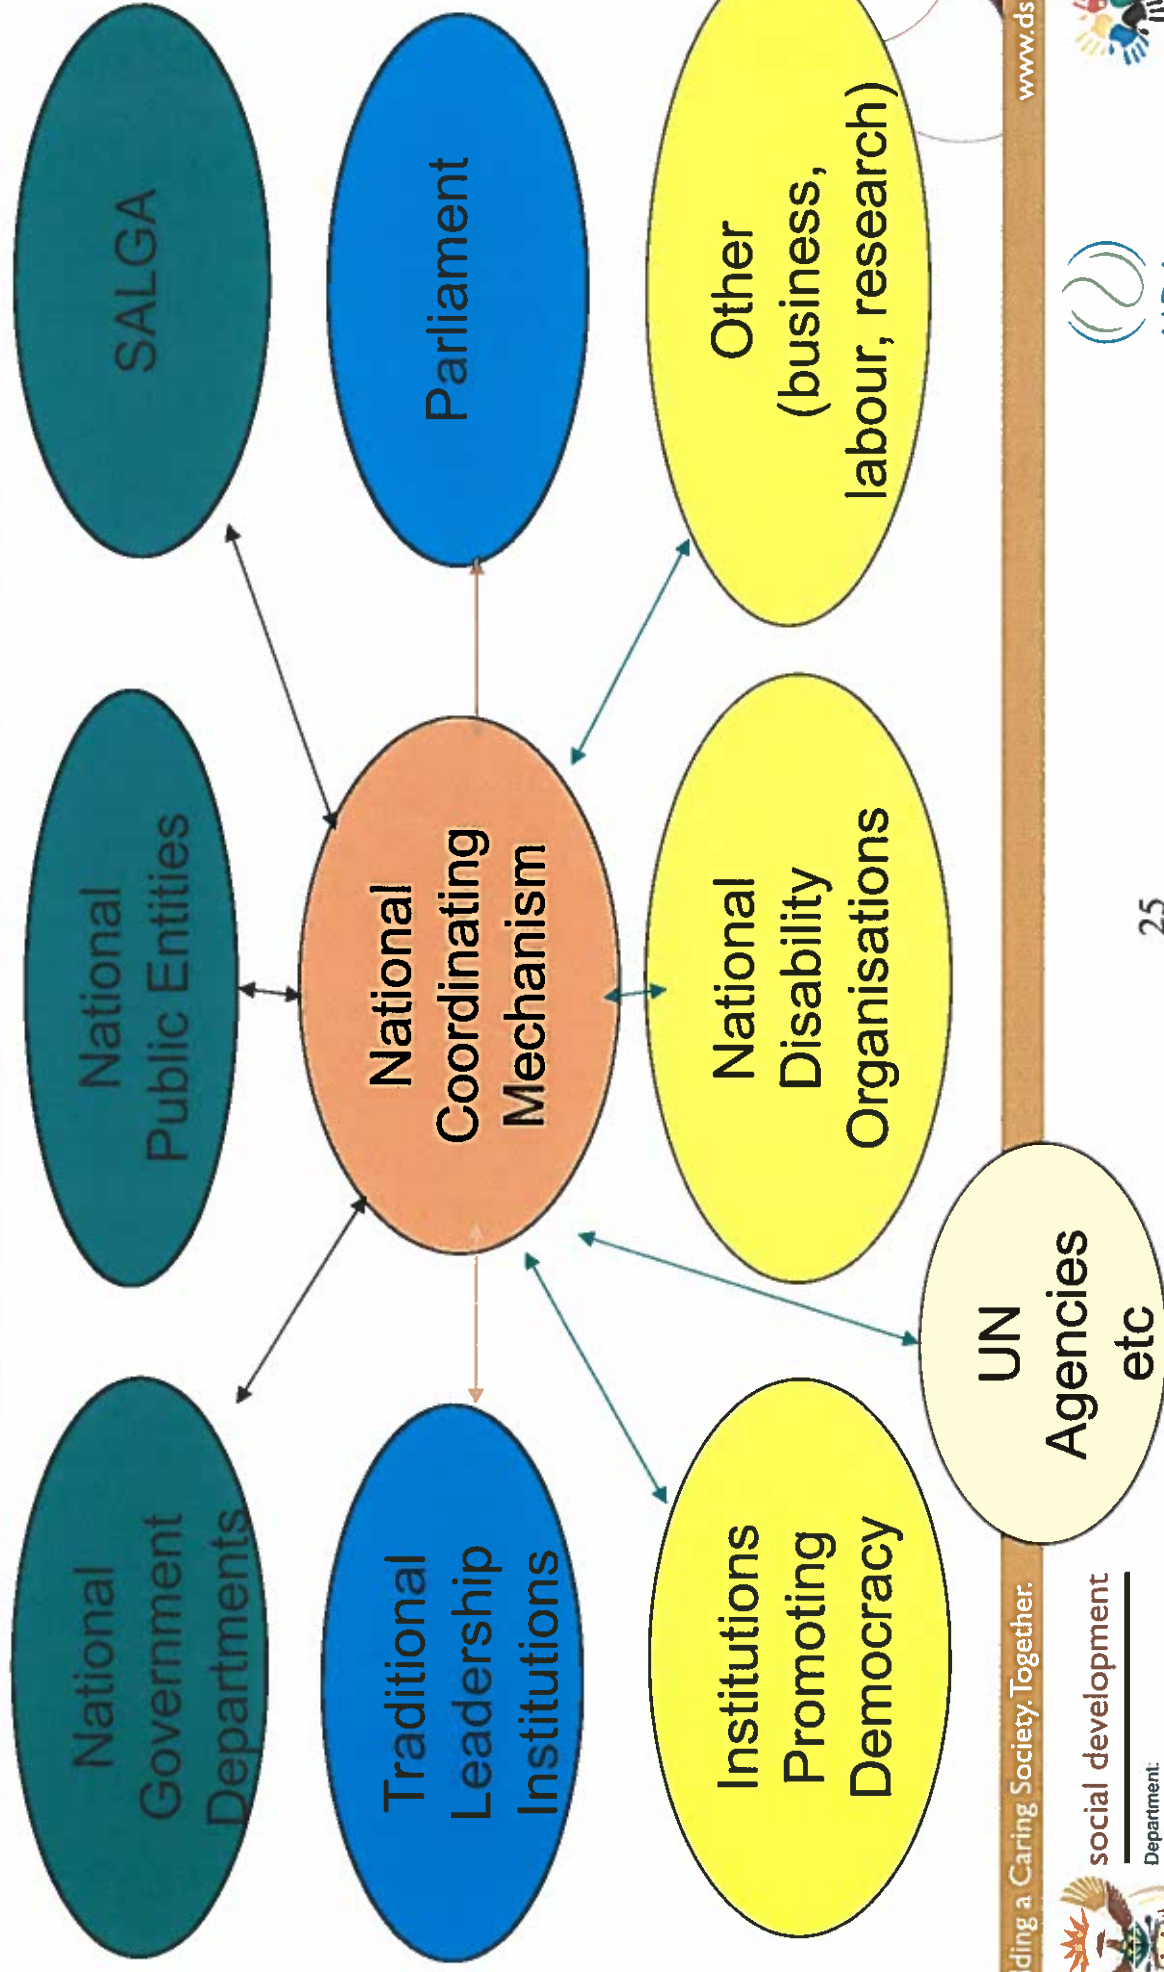 National
Government
Departments
National
Public Entities
SALGA
Traditional
Leadership
Institutions
National
Coordinating
Mechanism
Parliament
Institutions
Promoting
Democracy
National
Disability
Organisations
Other
(business,
labour, research)
UN
Agencies
etc
ding a Caring Society. Together.
www.ds
social development
Department:
25